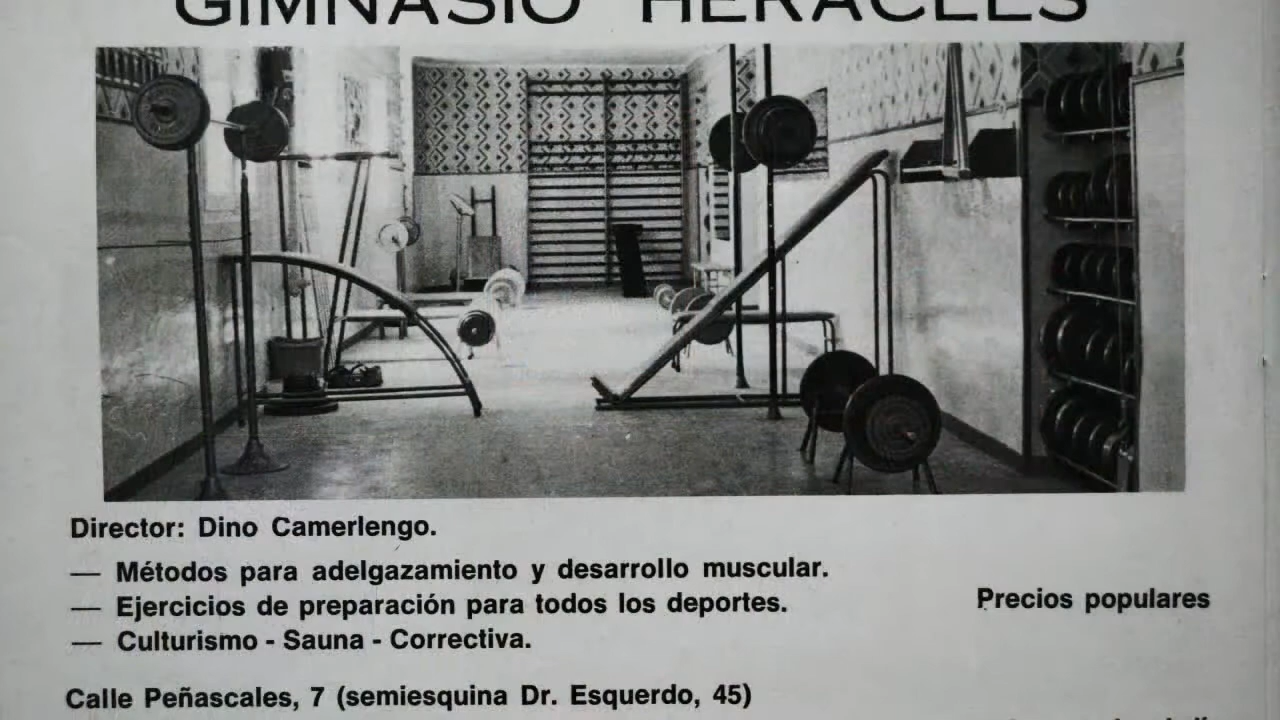 GIMNASIO HERACLES
Director: Dino Camerlengo.
— Métodos para adelgazamiento y desarrollo muscular.
— Ejercicios de preparación para todos los deportes.
Precios populares
— Culturismo - Sauna - Correctiva.
Calle Peñascales, 7 (semiesquina Dr. Esquerdo, 45)